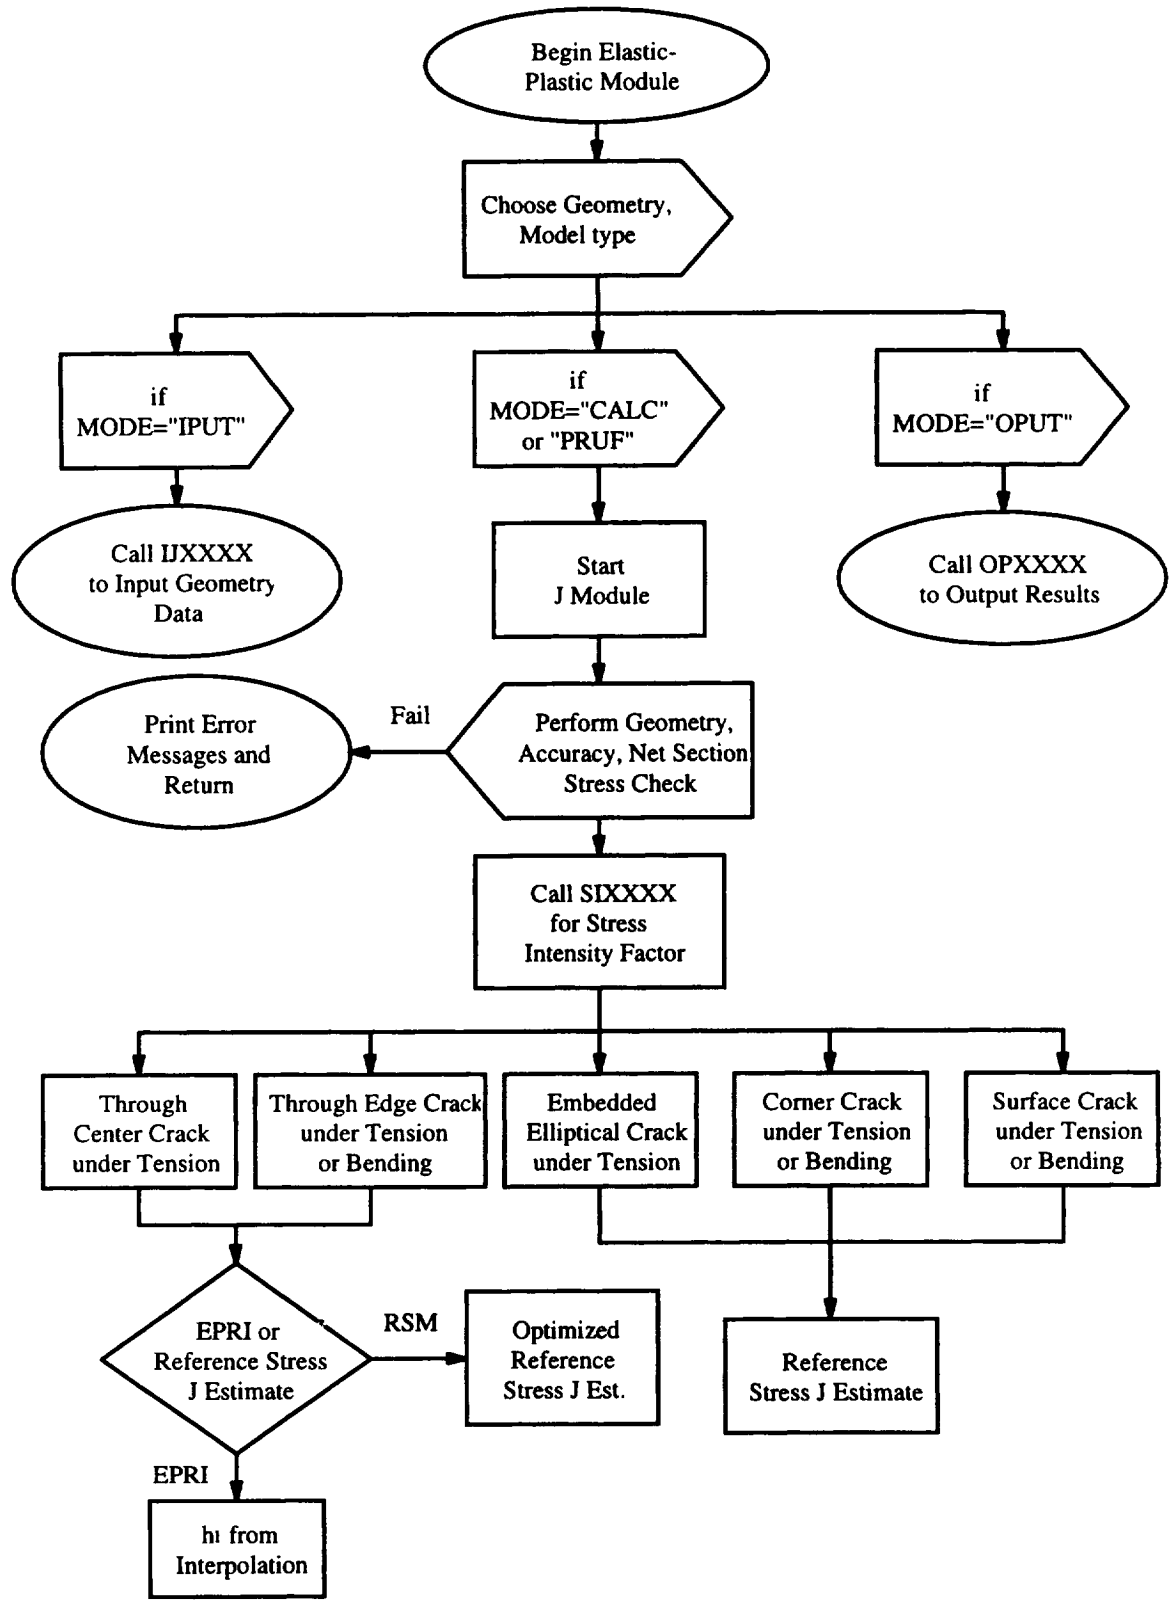 Begin Elastic-
Plastic Module
Choose Geometry,
Model type
if
MODE="IPUT"
if
MODE="CALC"
or "PRUF"
if
MODE="OPUT"
Call IJXXXX
to Input Geometry
Data
Start
J Module
Call OPXXXX
to Output Results
Print Error
Messages and
Return
Fail
Perform Geometry,
Accuracy, Net Section
Stress Check
Call SIXXXX
for Stress
Intensity Factor
Through
Center Crack
under Tension
Through Edge Crack
under Tension
or Bending
Embedded
Elliptical Crack
under Tension
Corner Crack
under Tension
or Bending
Surface Crack
under Tension
or Bending
EPRI or
Reference Stress
J Estimate
RSM
Optimized
Reference
Stress J Est.
Reference
Stress J Estimate
EPRI
h1 from
Interpolation